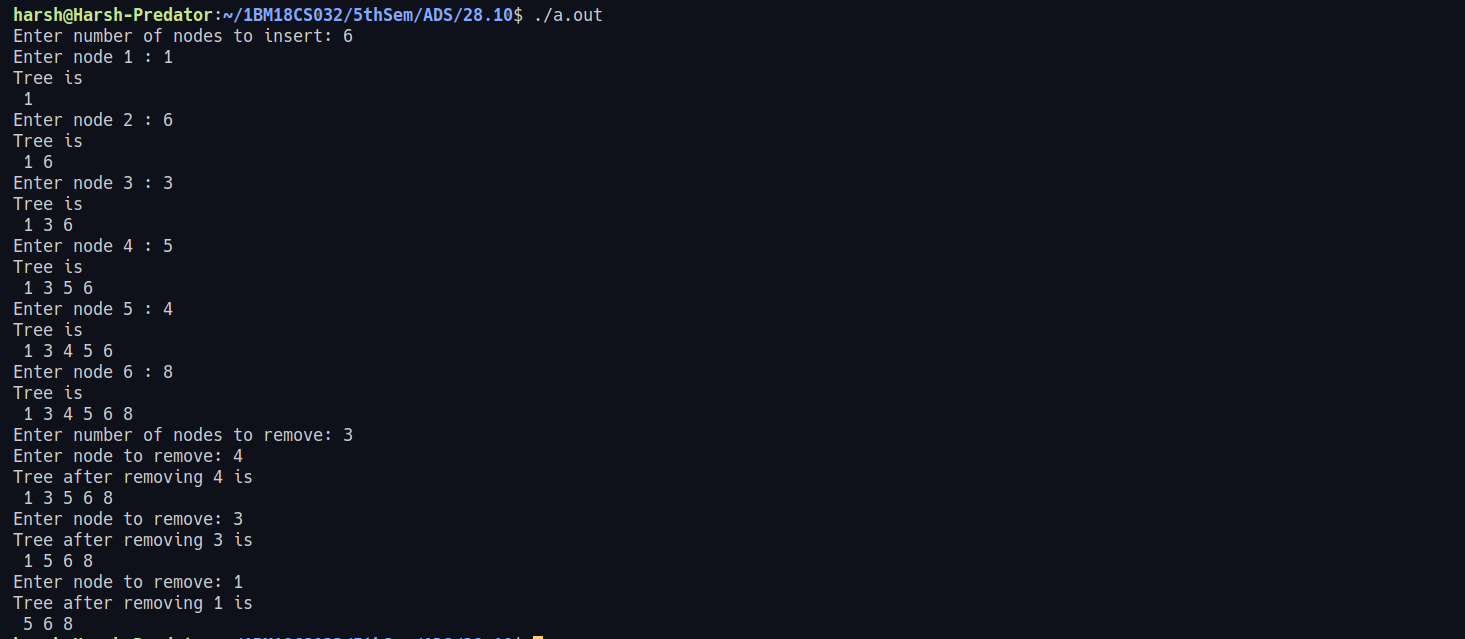 harsh@Harsh-Predator:~/1BM18CS032/5thSem/ADS/28.10$ ./a.out
Enter number of nodes to insert: 6
Enter node 1 : 1
Tree is
1
Enter node 2 : 6
Tree is
1 6
Enter node 3 : 3
Tree is
1 3 6
Enter node 4 : 5
Tree is
1 3 5 6
Enter node 5 : 4
Tree is
1 3 4 5 6
Enter node 6 : 8
Tree is
1 3 4 5 6 8
Enter number of nodes to remove: 3
Enter node to remove: 4
Tree after removing 4 is
1 3 5 6 8
Enter node to remove: 3
Tree after removing 3 is
1 5 6 8
Enter node to remove: 1
Tree after removing 1 is
5 6 8